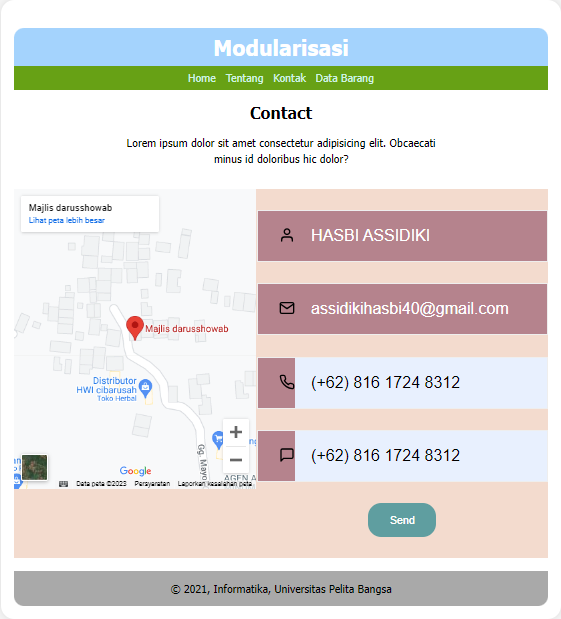 Modularisasi
Home Tentang Kontak Data Barang
Contact
Lorem ipsum dolor sit amet consectetur adipisicing elit. Obcaecati
minus id doloribus hic dolor?
Majlis darusshowab
Lihat peta lebih besar
Majlis darusshowab
Distributor
HWI cibarusah
Toko Herbal
Gg. Mayo
AGEN A
Google
Data peta ©2023 Persyaratan Laporkan kesalahan peta
HASBI ASSIDIKI
assidikihasbi40@gmail.com
(+62) 816 1724 8312
(+62) 816 1724 8312
Send
© 2021, Informatika, Universitas Pelita Bangsa